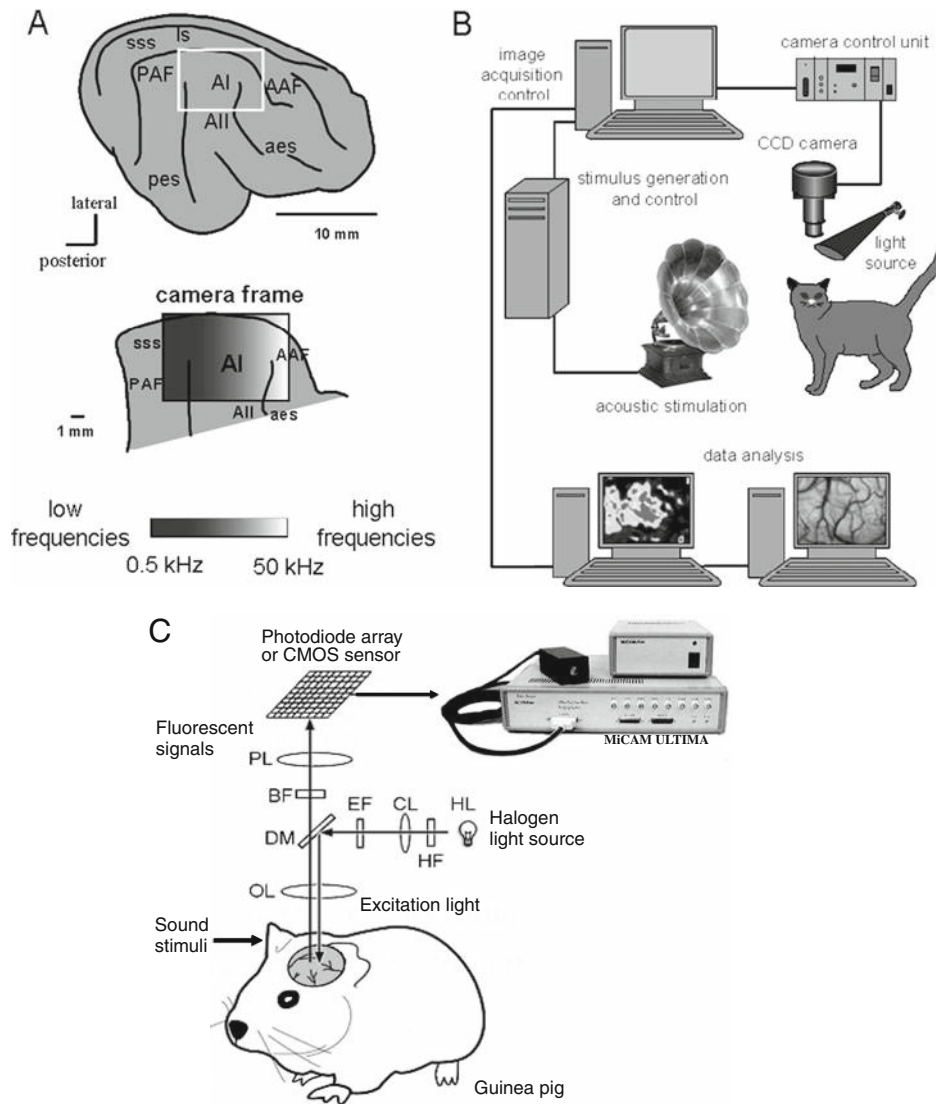 A
ls
sss
PAF
AI
AAF
AII
aes
pes
lateral
posterior
10 mm
camera frame
sss
AI
AAF
PAF
AII
aes
1 mm
low
frequencies
high
frequencies
0.5 kHz
50 kHz
B
image
acquisition
control
camera control unit
CCD camera
stimulus generation
and control
light
source
acoustic stimulation
data analysis
C
Photodiode array
or CMOS sensor
Fluorescent
signals
MiCAM ULTIMA
PL
BF
EF
CL
HL
Halogen
light source
DM
HF
OL
Excitation light
Sound
stimuli
Guinea pig